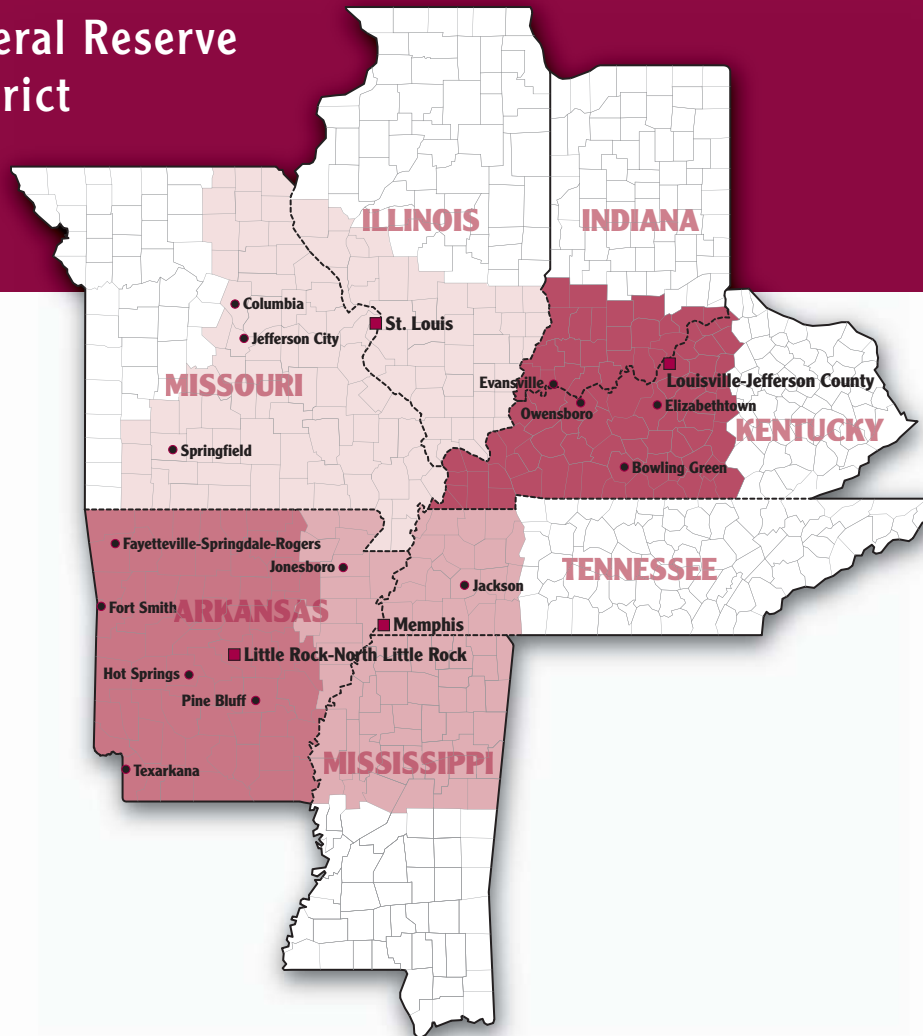 eral Reserve
rict
ILLINOIS
INDIANA
Columbia
St. Louis
Jefferson City
MISSOURI
Evansville
Louisville-Jefferson County
Owensboro
Elizabethtown
KENTUCKY
Springfield
Bowling Green
Fayetteville-Springdale-Rogers
Jonesboro
TENNESSEE
Jackson
Fort Smith
ARKANSAS
Memphis
Little Rock-North Little Rock
Hot Springs
Pine Bluff
MISSISSIPPI
Texarkana